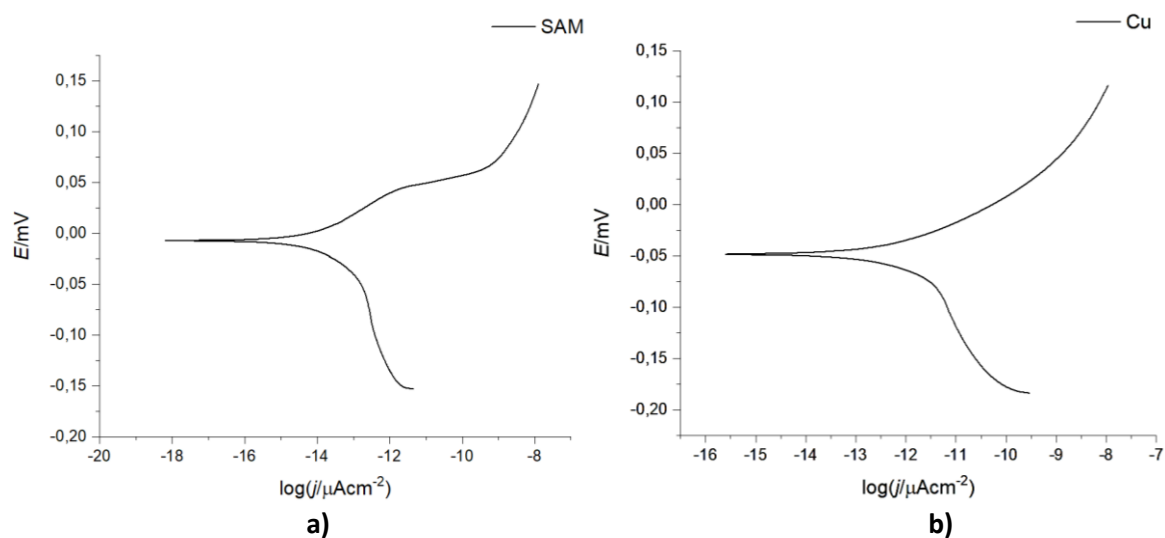 SAM
0,15
0,10
0,05
0,00
-0,05
-0,10
-0,15
-0,20
E/mV
-20 -18 -16 -14 -12 -10 -8
log(j/µAcm-2)
a)
Cu
0,15
0,10
0,05
0,00
-0,05
-0,10
-0,15
-0,20
E/mV
-16 -15 -14 -13 -12 -11 -10 -9 -8 -7
log(j/µAcm-2)
b)